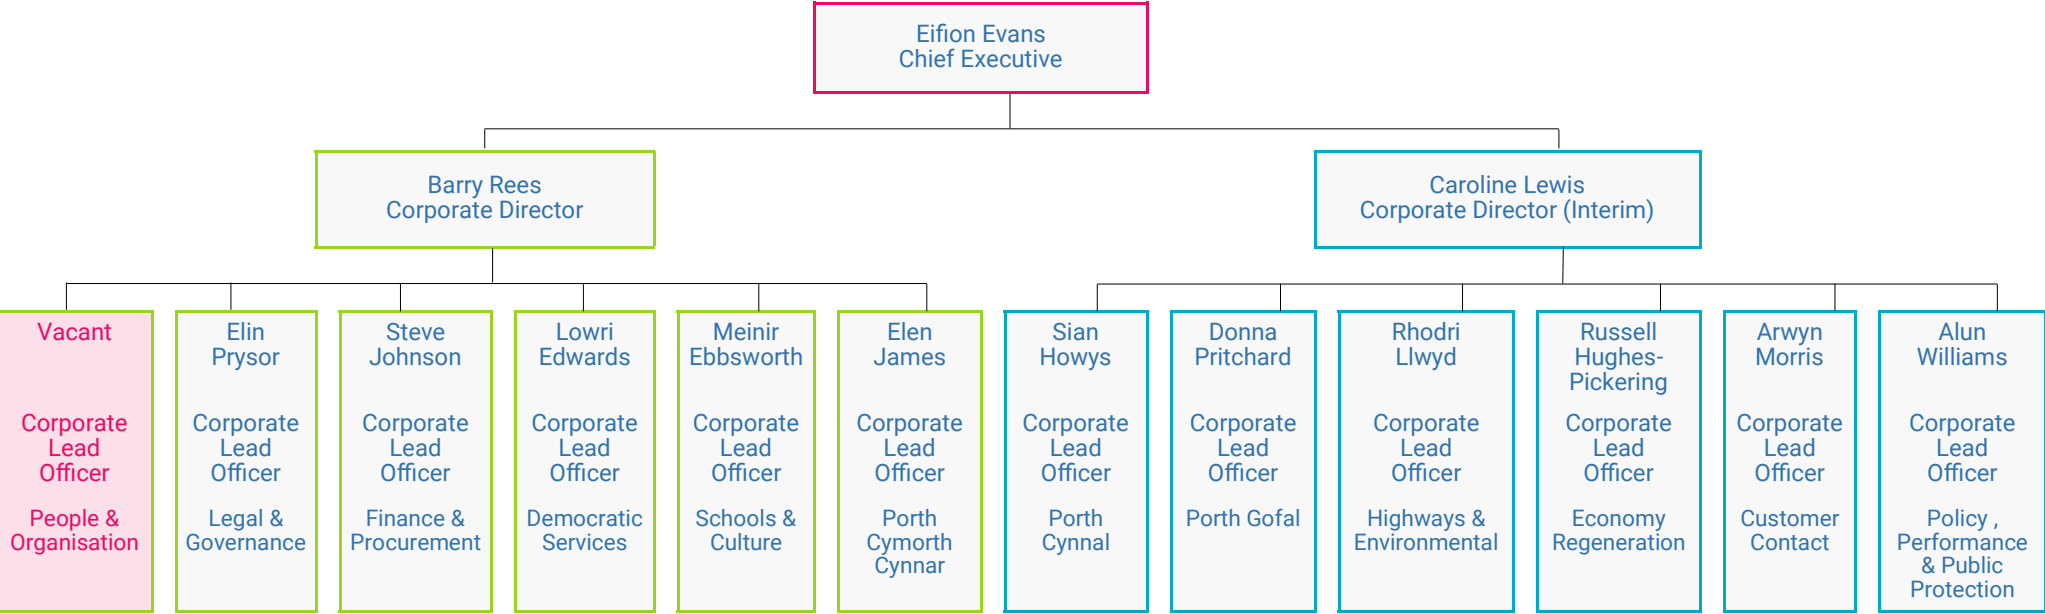 Eifion Evans
Chief Executive
Barry Rees
Corporate Director
Caroline Lewis
Corporate Director (Interim)
Vacant
Corporate
Lead
Officer
People &
Organisation
Elin
Prysor
Corporate
Lead
Officer
Legal &
Governance
Steve
Johnson
Corporate
Lead
Officer
Finance &
Procurement
Lowri
Edwards
Corporate
Lead
Officer
Democratic
Services
Meinir
Ebbsworth
Corporate
Lead
Officer
Schools &
Culture
Elen
James
Corporate
Lead
Officer
Porth
Cymorth
Cynnar
Sian
Howys
Corporate
Lead
Officer
Porth
Cynnal
Donna
Pritchard
Corporate
Lead
Officer
Porth Gofal
Rhodri
Llwyd
Corporate
Lead
Officer
Highways &
Environmental
Russell
Hughes-
Pickering
Corporate
Lead
Officer
Economy
Regeneration
Arwyn
Morris
Corporate
Lead
Officer
Customer
Contact
Alun
Williams
Corporate
Lead
Officer
Policy ,
Performance
& Public
Protection